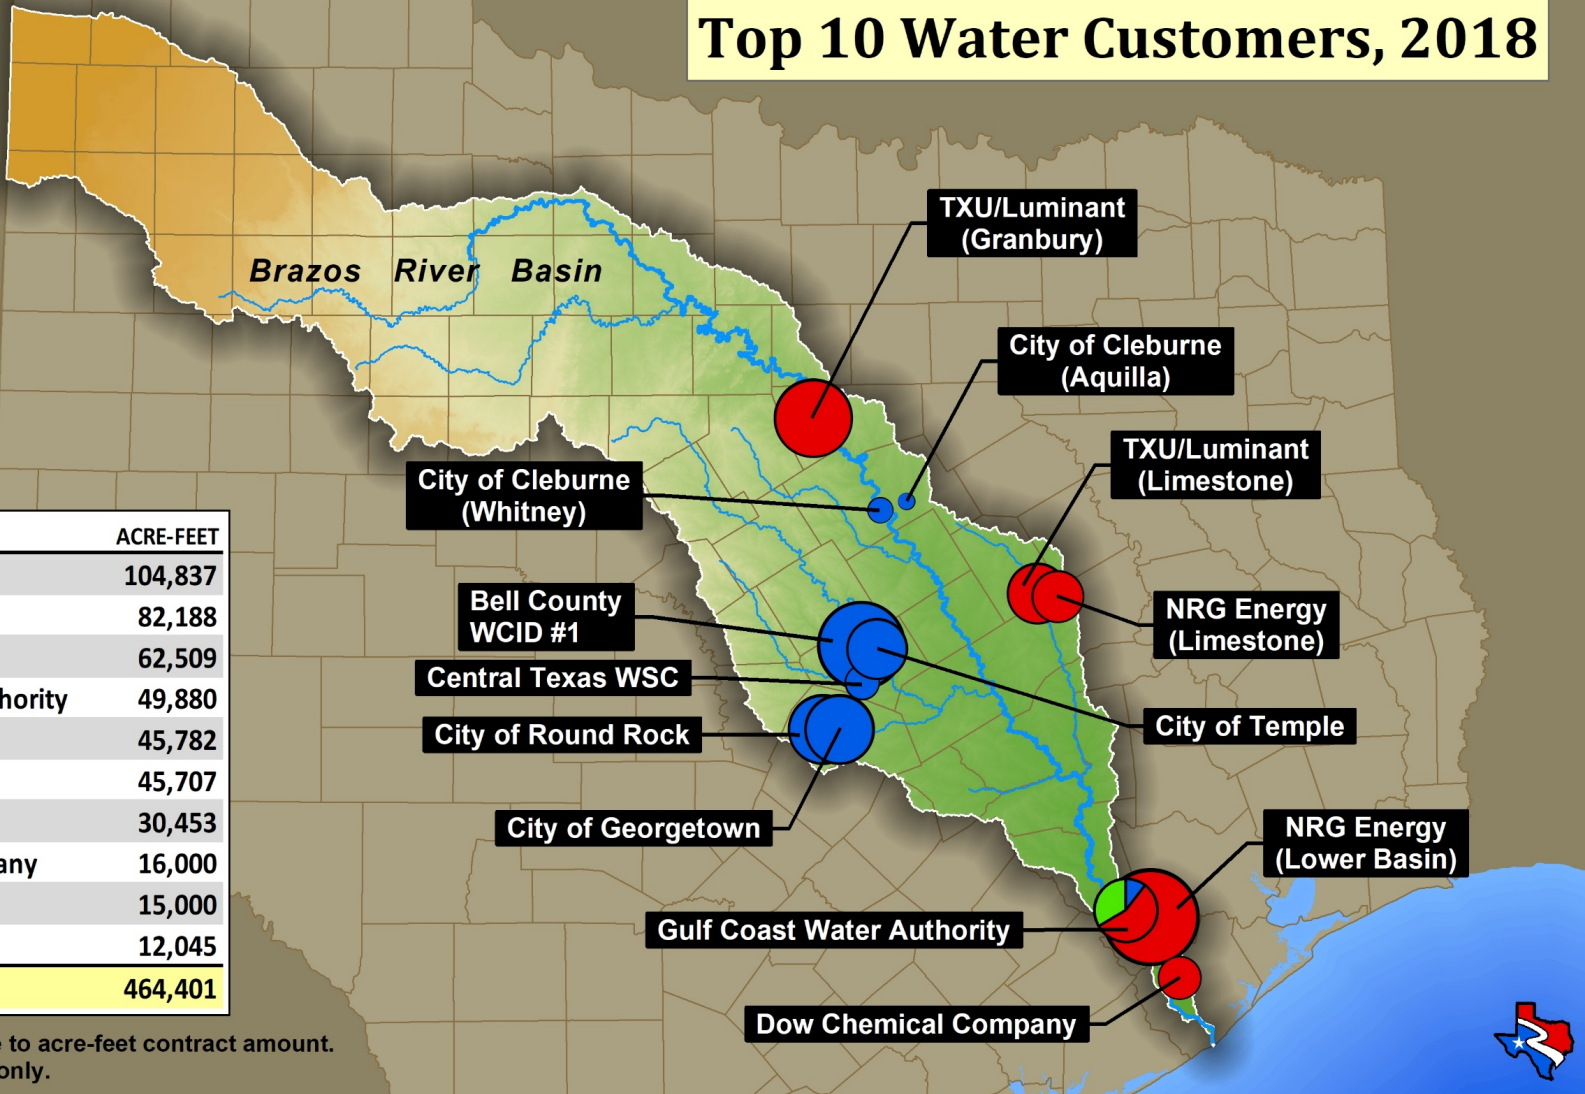 Top 10 Water Customers, 2018
TXU/Luminant
(Granbury)
Brazos River Basin
City of Cleburne
(Aquilla)
TXU/Luminant
(Limestone)
City of Cleburne
(Whitney)
ACRE-FEET
104,837
82,188
62,509
hority 49,880
45,782
45,707
30,453
any 16,000
15,000
12,045
464,401
Bell County
WCID #1
NRG Energy
(Limestone)
Central Texas WSC
City of Round Rock
City of Temple
City of Georgetown
NRG Energy
(Lower Basin)
Gulf Coast Water Authority
Dow Chemical Company
to acre-feet contract amount.
only.